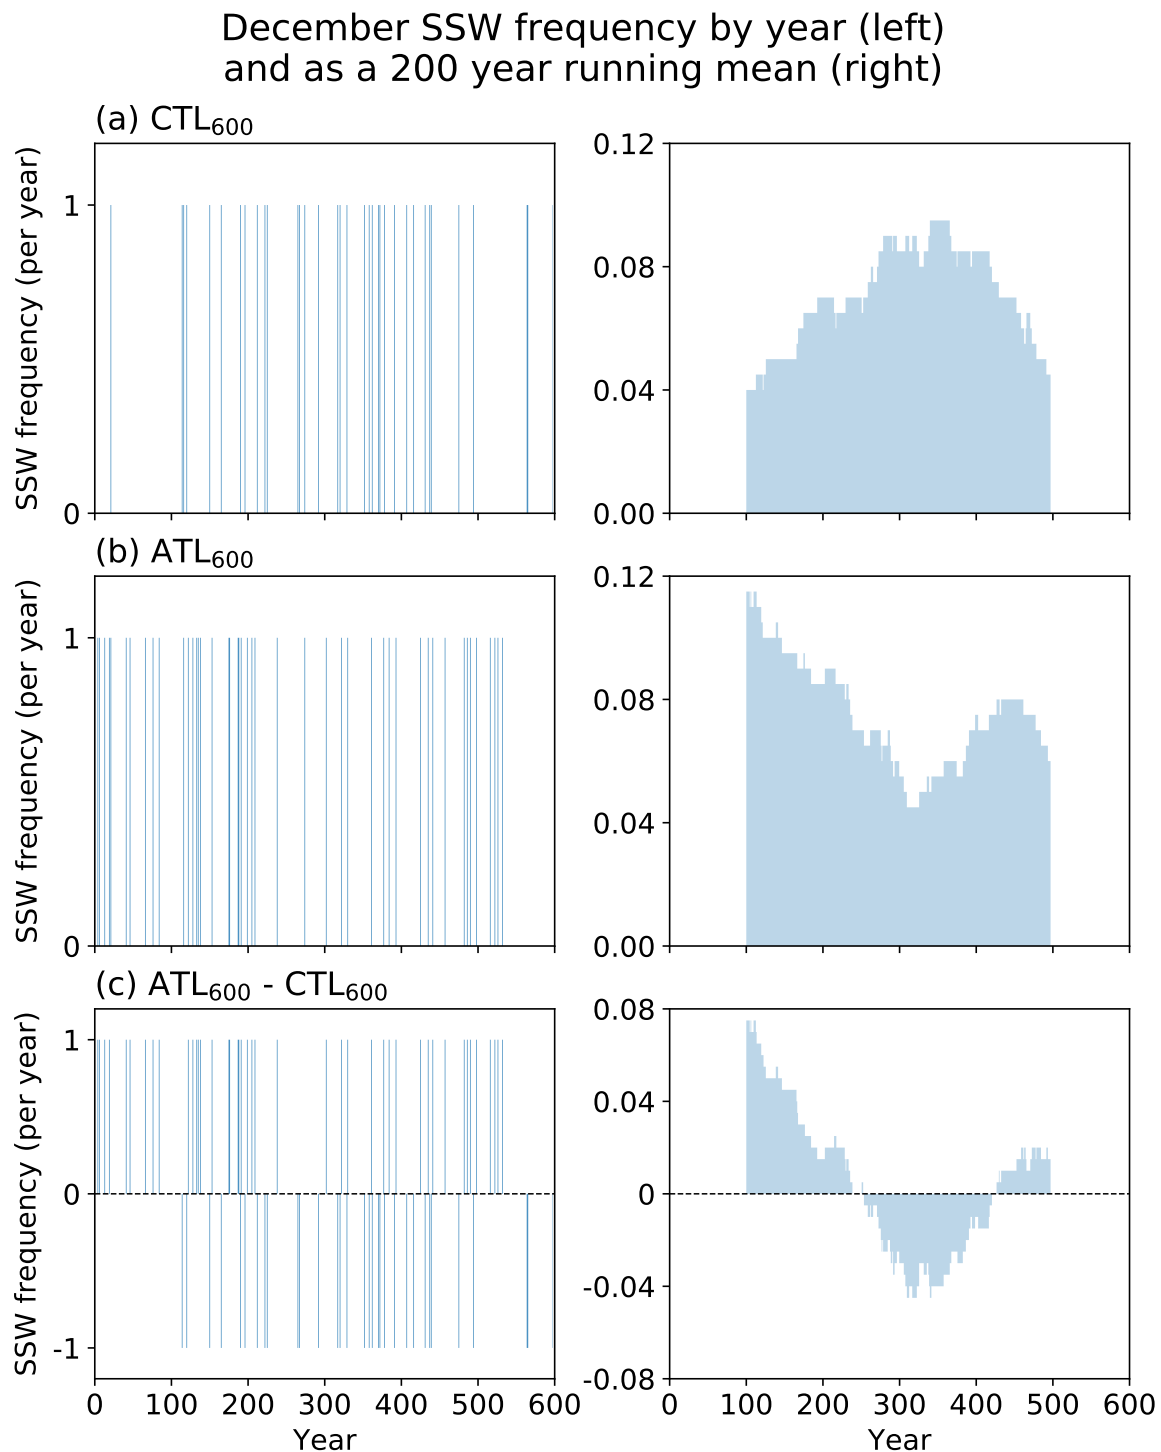 December SSW frequency by year (left)
and as a 200 year running mean (right)
(a) CTL₆₀₀
SSW frequency (per year)
1
0
0.12
0.08
0.04
0.00
(b) ATL₆₀₀
SSW frequency (per year)
1
0
0.12
0.08
0.04
0.00
(c) ATL₆₀₀ - CTL₆₀₀
SSW frequency (per year)
1
0
-1
0 100 200 300 400 500 600
Year
0.08
0.04
0
-0.04
-0.08
0 100 200 300 400 500 600
Year